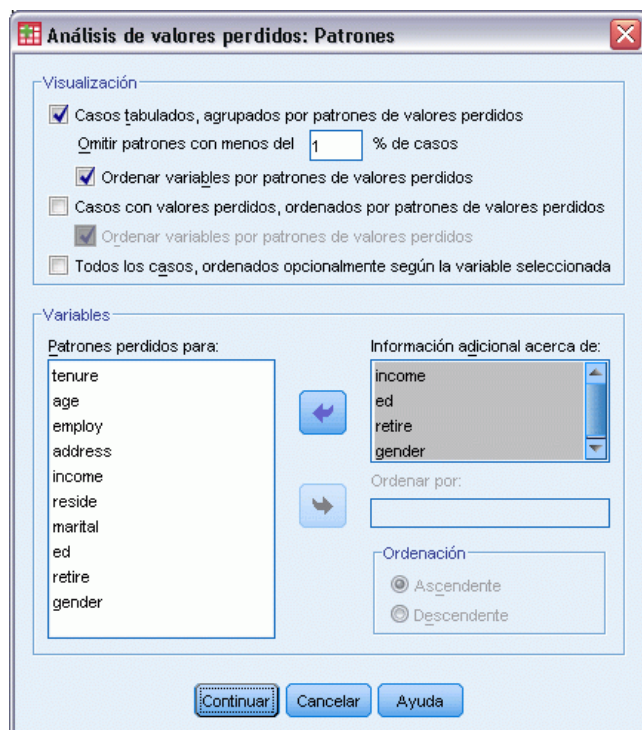 Análisis de valores perdidos: Patrones
Visualización
Casos tabulados, agrupados por patrones de valores perdidos
Omitir patrones con menos del 1 % de casos
Ordenar variables por patrones de valores perdidos
Casos con valores perdidos, ordenados por patrones de valores perdidos
Ordenar variables por patrones de valores perdidos
Todos los casos, ordenados opcionalmente según la variable seleccionada
Variables
Patrones perdidos para:
tenure
age
employ
address
income
reside
marital
ed
retire
gender
Información adicional acerca de:
income
ed
retire
gender
Ordenar por:
Ordenación
Ascendente
Descendente
Continuar
Cancelar
Ayuda